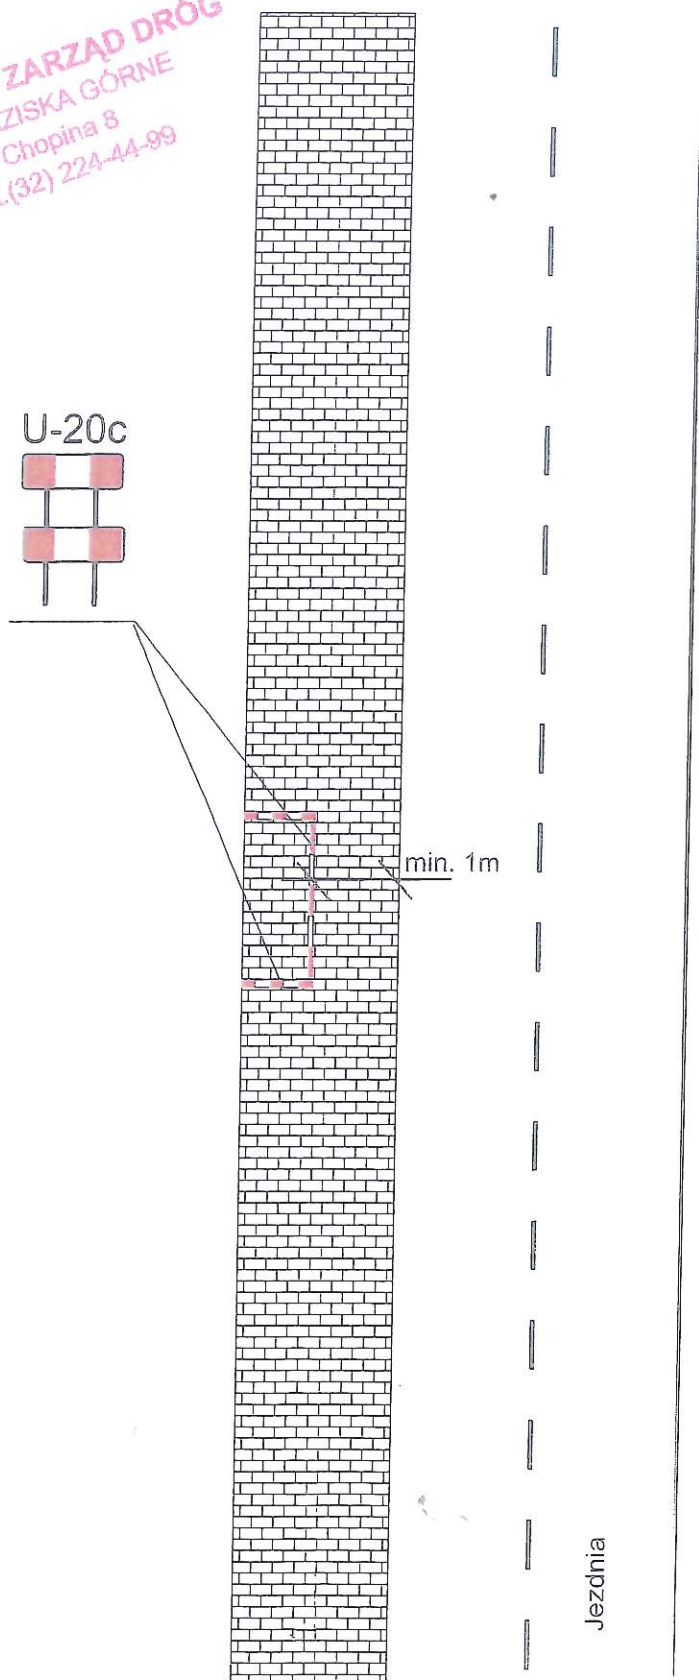 ZARZĄD DRÓG
ZISKA GÓRNE
Chopina 8
.(32) 224-44-99
U-20c
min. 1m
Jezdnia